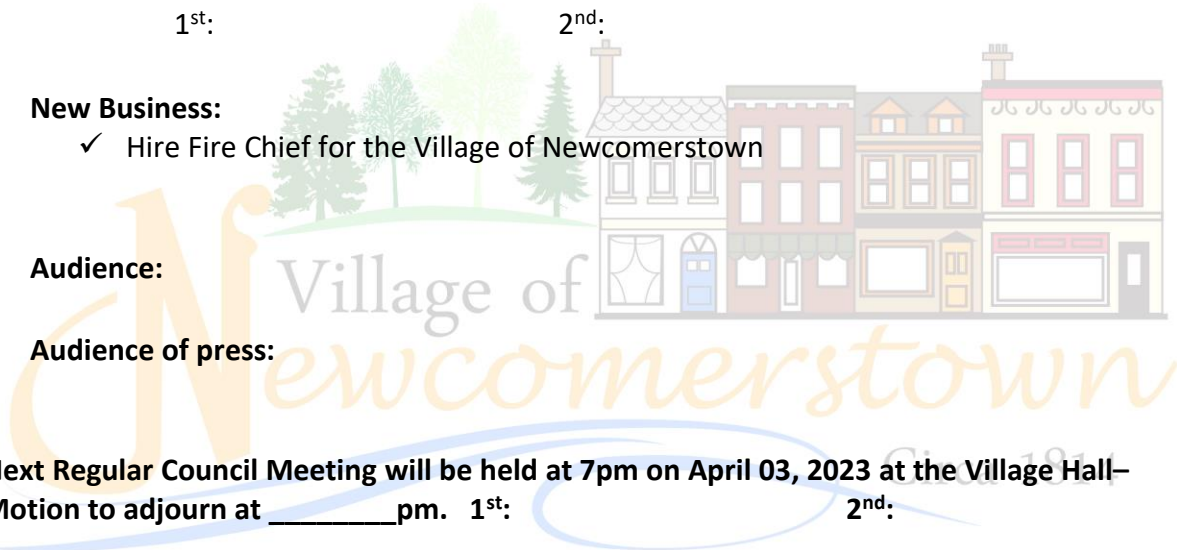 1st: 2nd:
New Business:
✓ Hire Fire Chief for the Village of Newcomerstown
Audience:
Village of
Audience of press:
Newcomerstown
Next Regular Council Meeting will be held at 7pm on April 03, 2023 at the Village Hall–
Circa 1814
Motion to adjourn at ________pm. 1st: 2nd: